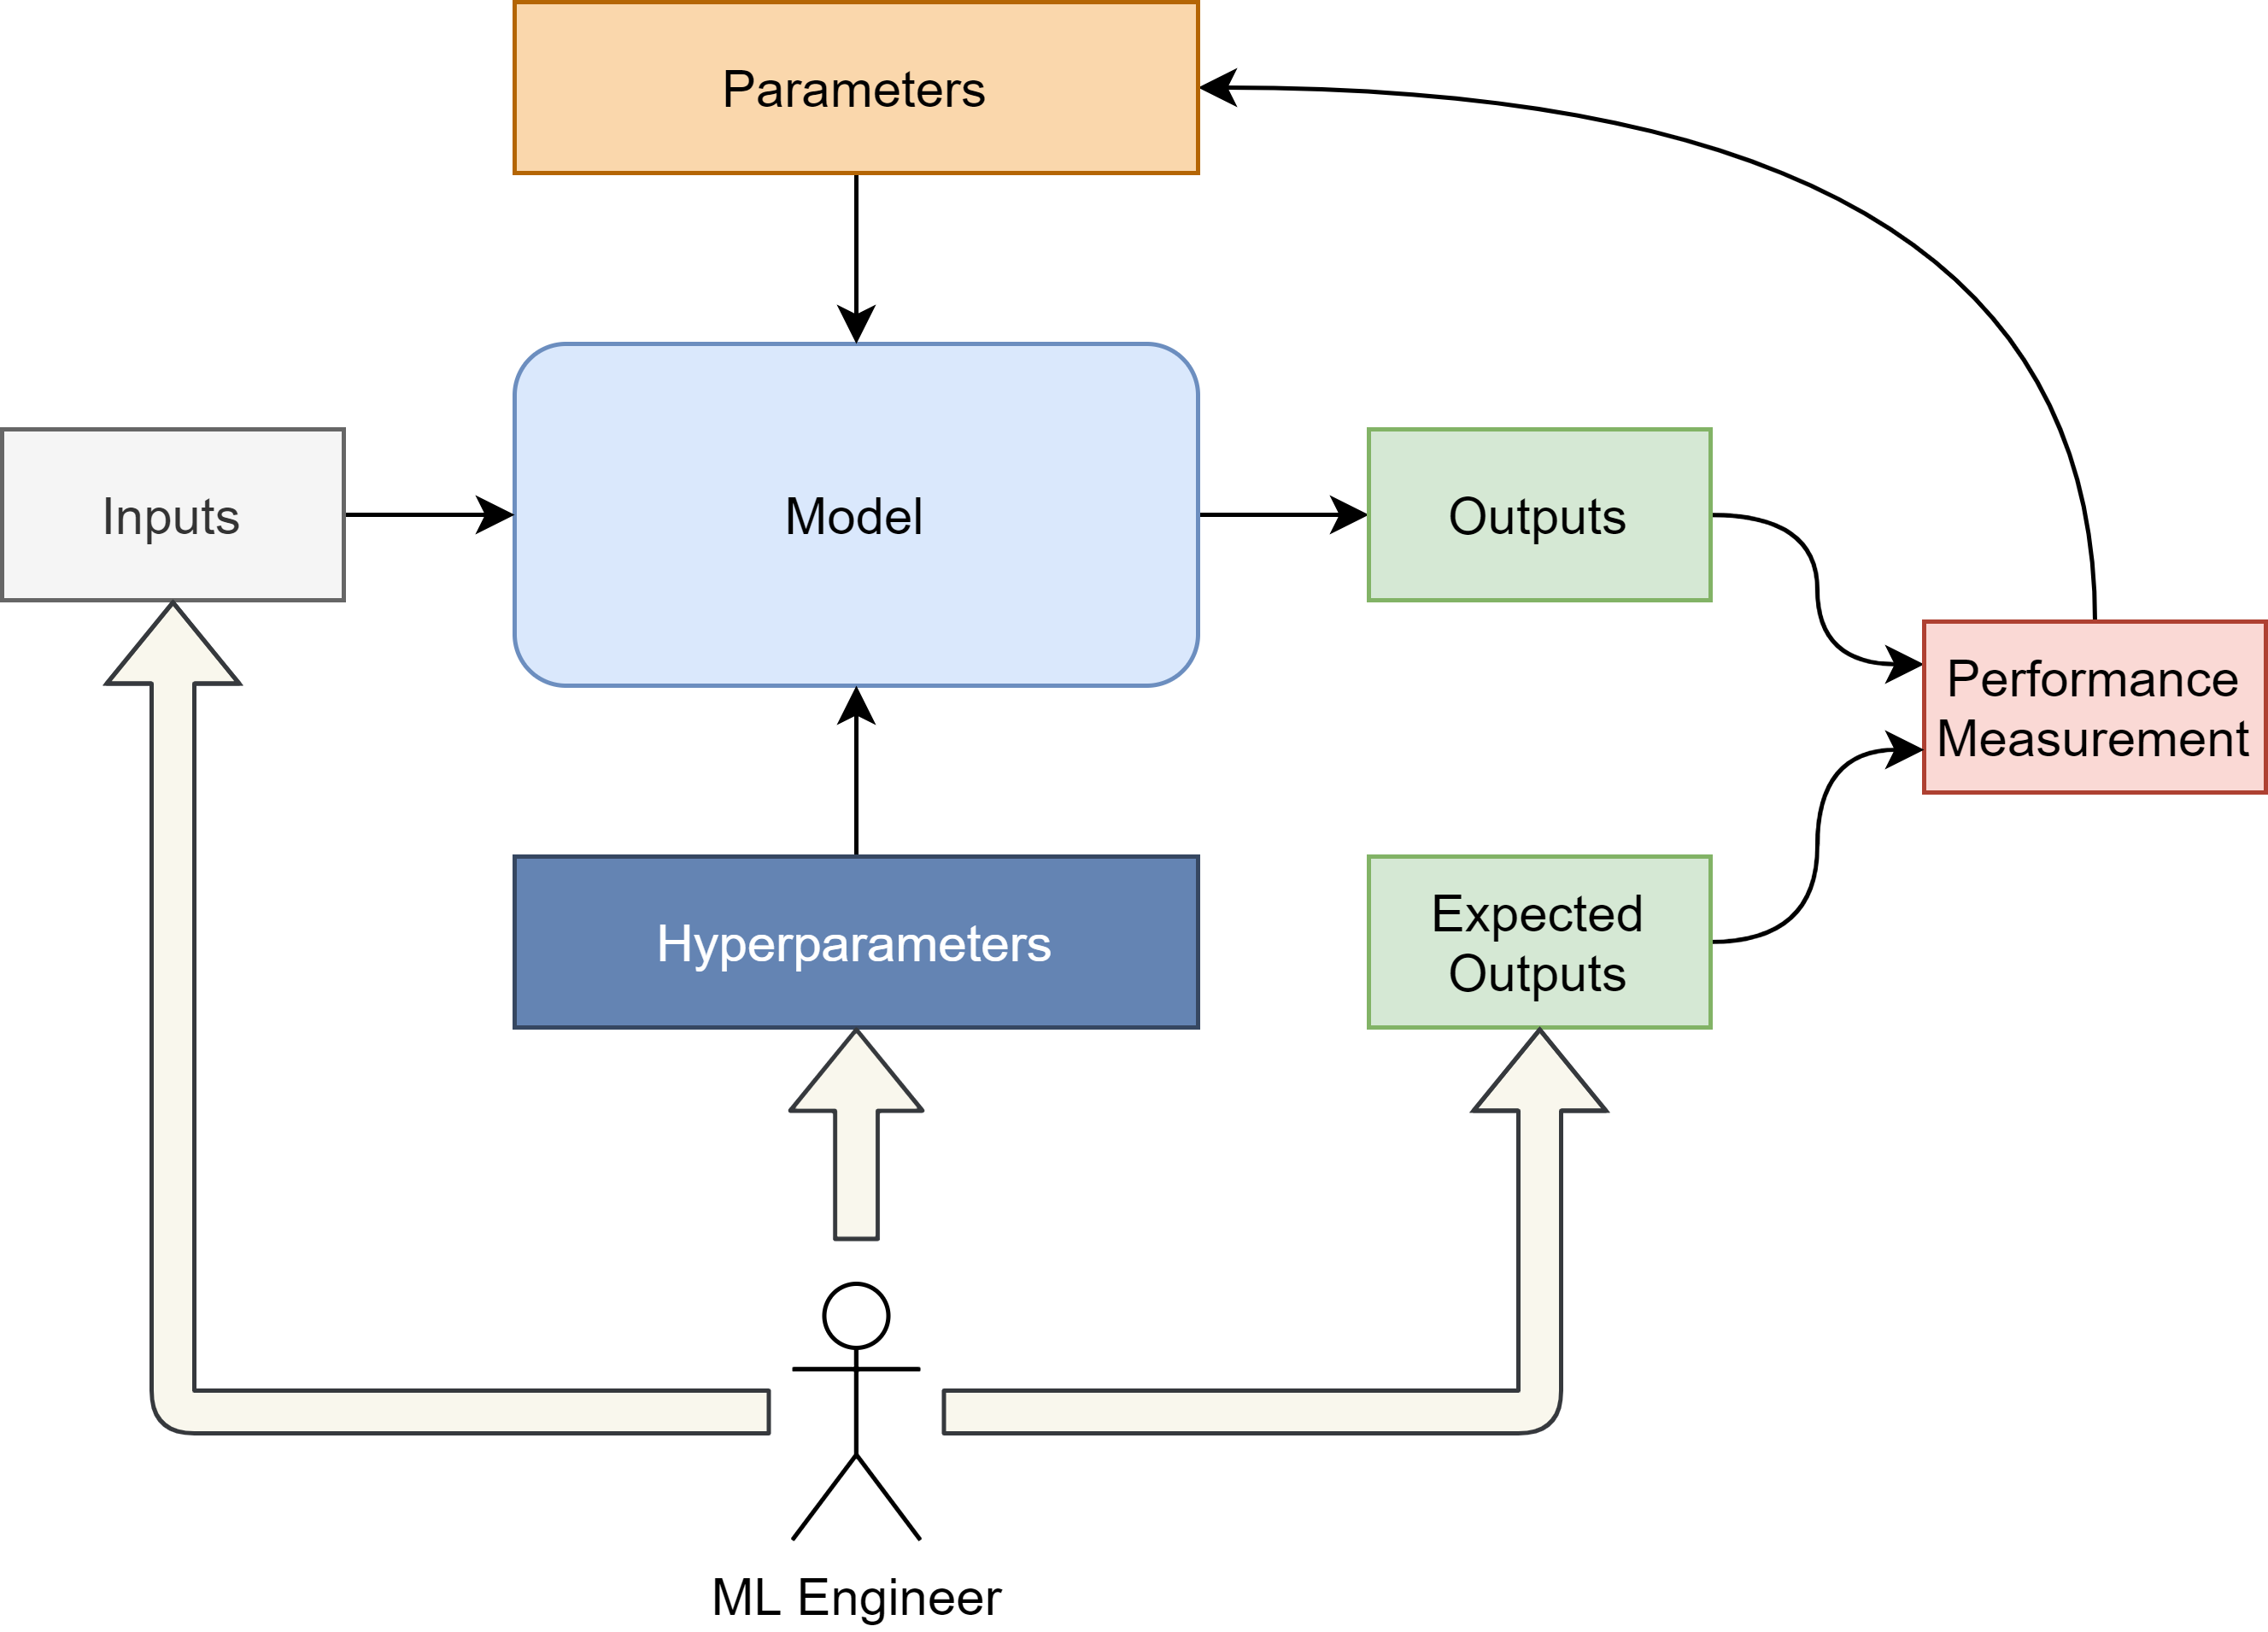 Parameters
Inputs
Model
Outputs
Performance
Measurement
Hyperparameters
Expected
Outputs
ML Engineer